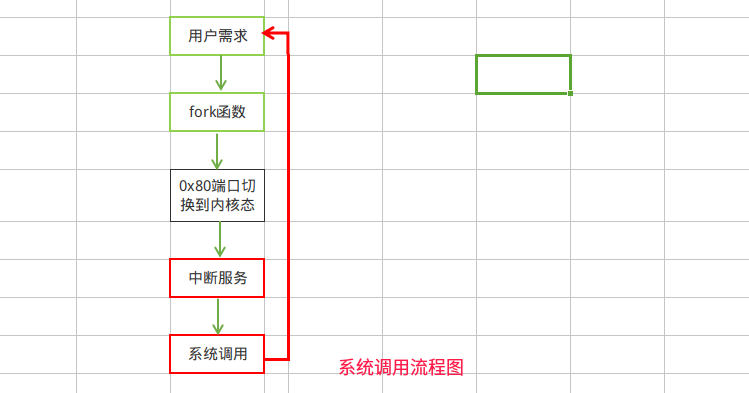 用户需求
fork函数
0x80端口切
换到内核态
中断服务
系统调用
系统调用流程图